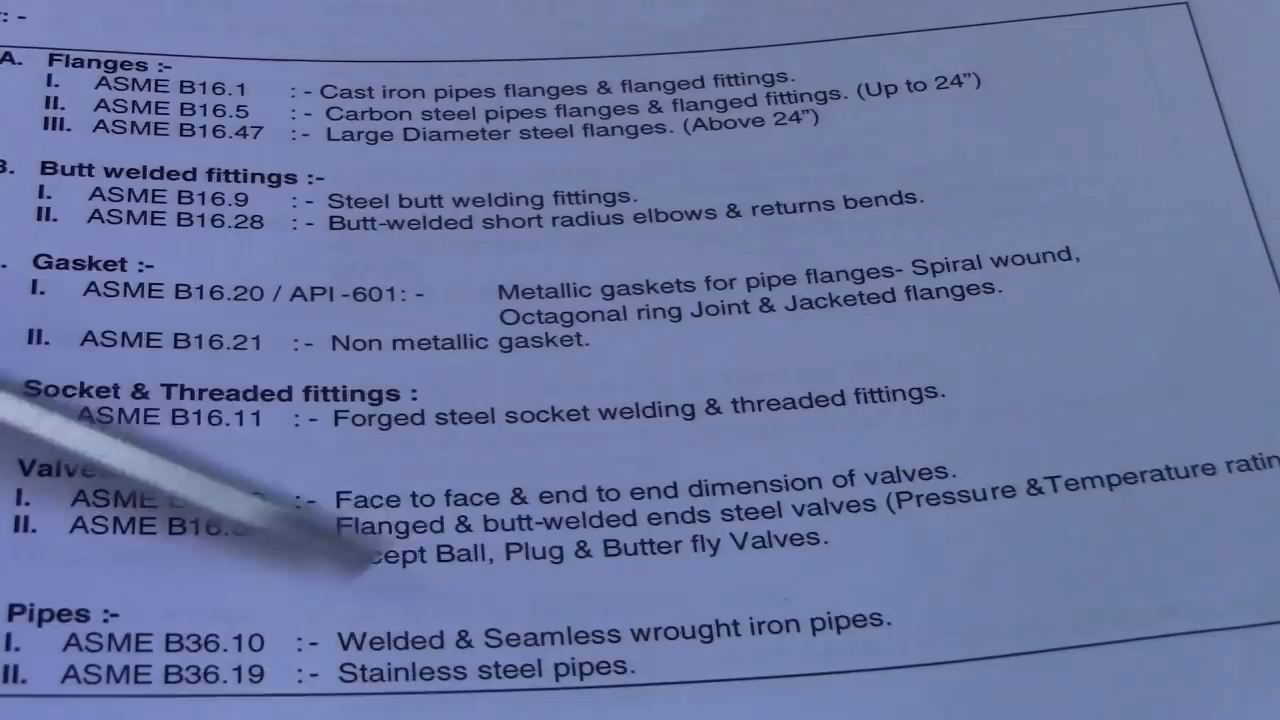 : -
A. Flanges :-
I. ASME B16.1 : - Cast iron pipes flanges & flanged fittings.
II. ASME B16.5 : - Carbon steel pipes flanges & flanged fittings. (Up to 24”)
III. ASME B16.47 : - Large Diameter steel flanges. (Above 24”)
B. Butt welded fittings :-
I. ASME B16.9 : - Steel butt welding fittings.
II. ASME B16.28 : - Butt-welded short radius elbows & returns bends.
. Gasket :-
I. ASME B16.20 / API -601: - Metallic gaskets for pipe flanges- Spiral wound,
Octagonal ring Joint & Jacketed flanges.
II. ASME B16.21 : - Non metallic gasket.
Socket & Threaded fittings :
ASME B16.11 : - Forged steel socket welding & threaded fittings.
I. ASME :- Face to face & end to end dimension of valves.
II. ASME Flanged & butt-welded ends steel valves (Pressure &Temperature
Ball, Plug & Butter fly Valves.
Pipes :-
I. ASME B36.10 :- Welded & Seamless wrought iron pipes.
II. ASME B36.19 :- Stainless steel pipes.